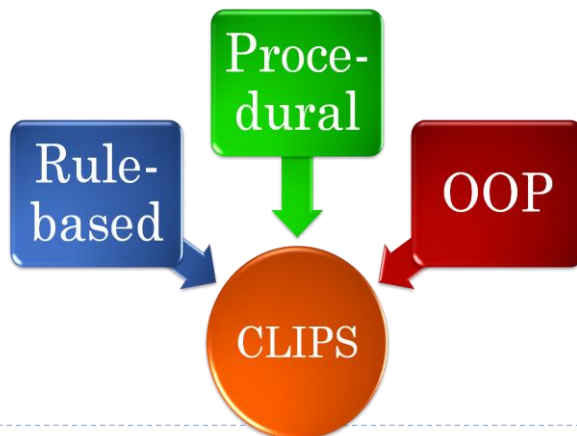 Proce-
dural
Rule-
based
OOP
CLIPS